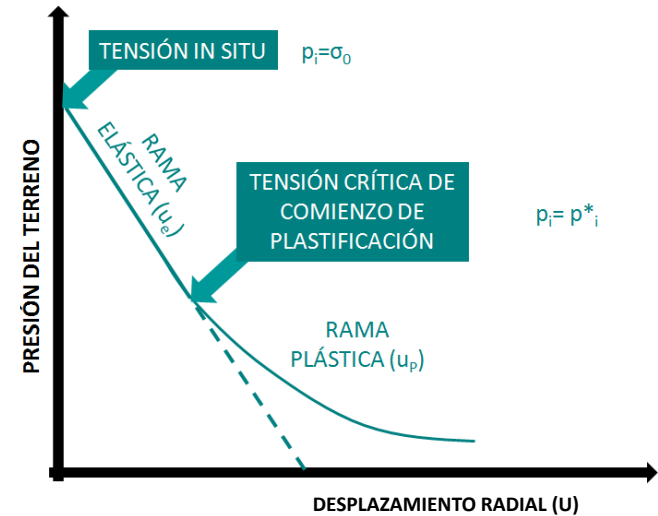 TENSIÓN IN SITU
pᵢ=σ₀
RAMA
ELÁSTICA (uₑ)
TENSIÓN CRÍTICA DE
COMIENZO DE
PLASTIFICACIÓN
pᵢ= p*ᵢ
RAMA
PLÁSTICA (uₚ)
PRESIÓN DEL TERRENO
DESPLAZAMIENTO RADIAL (U)